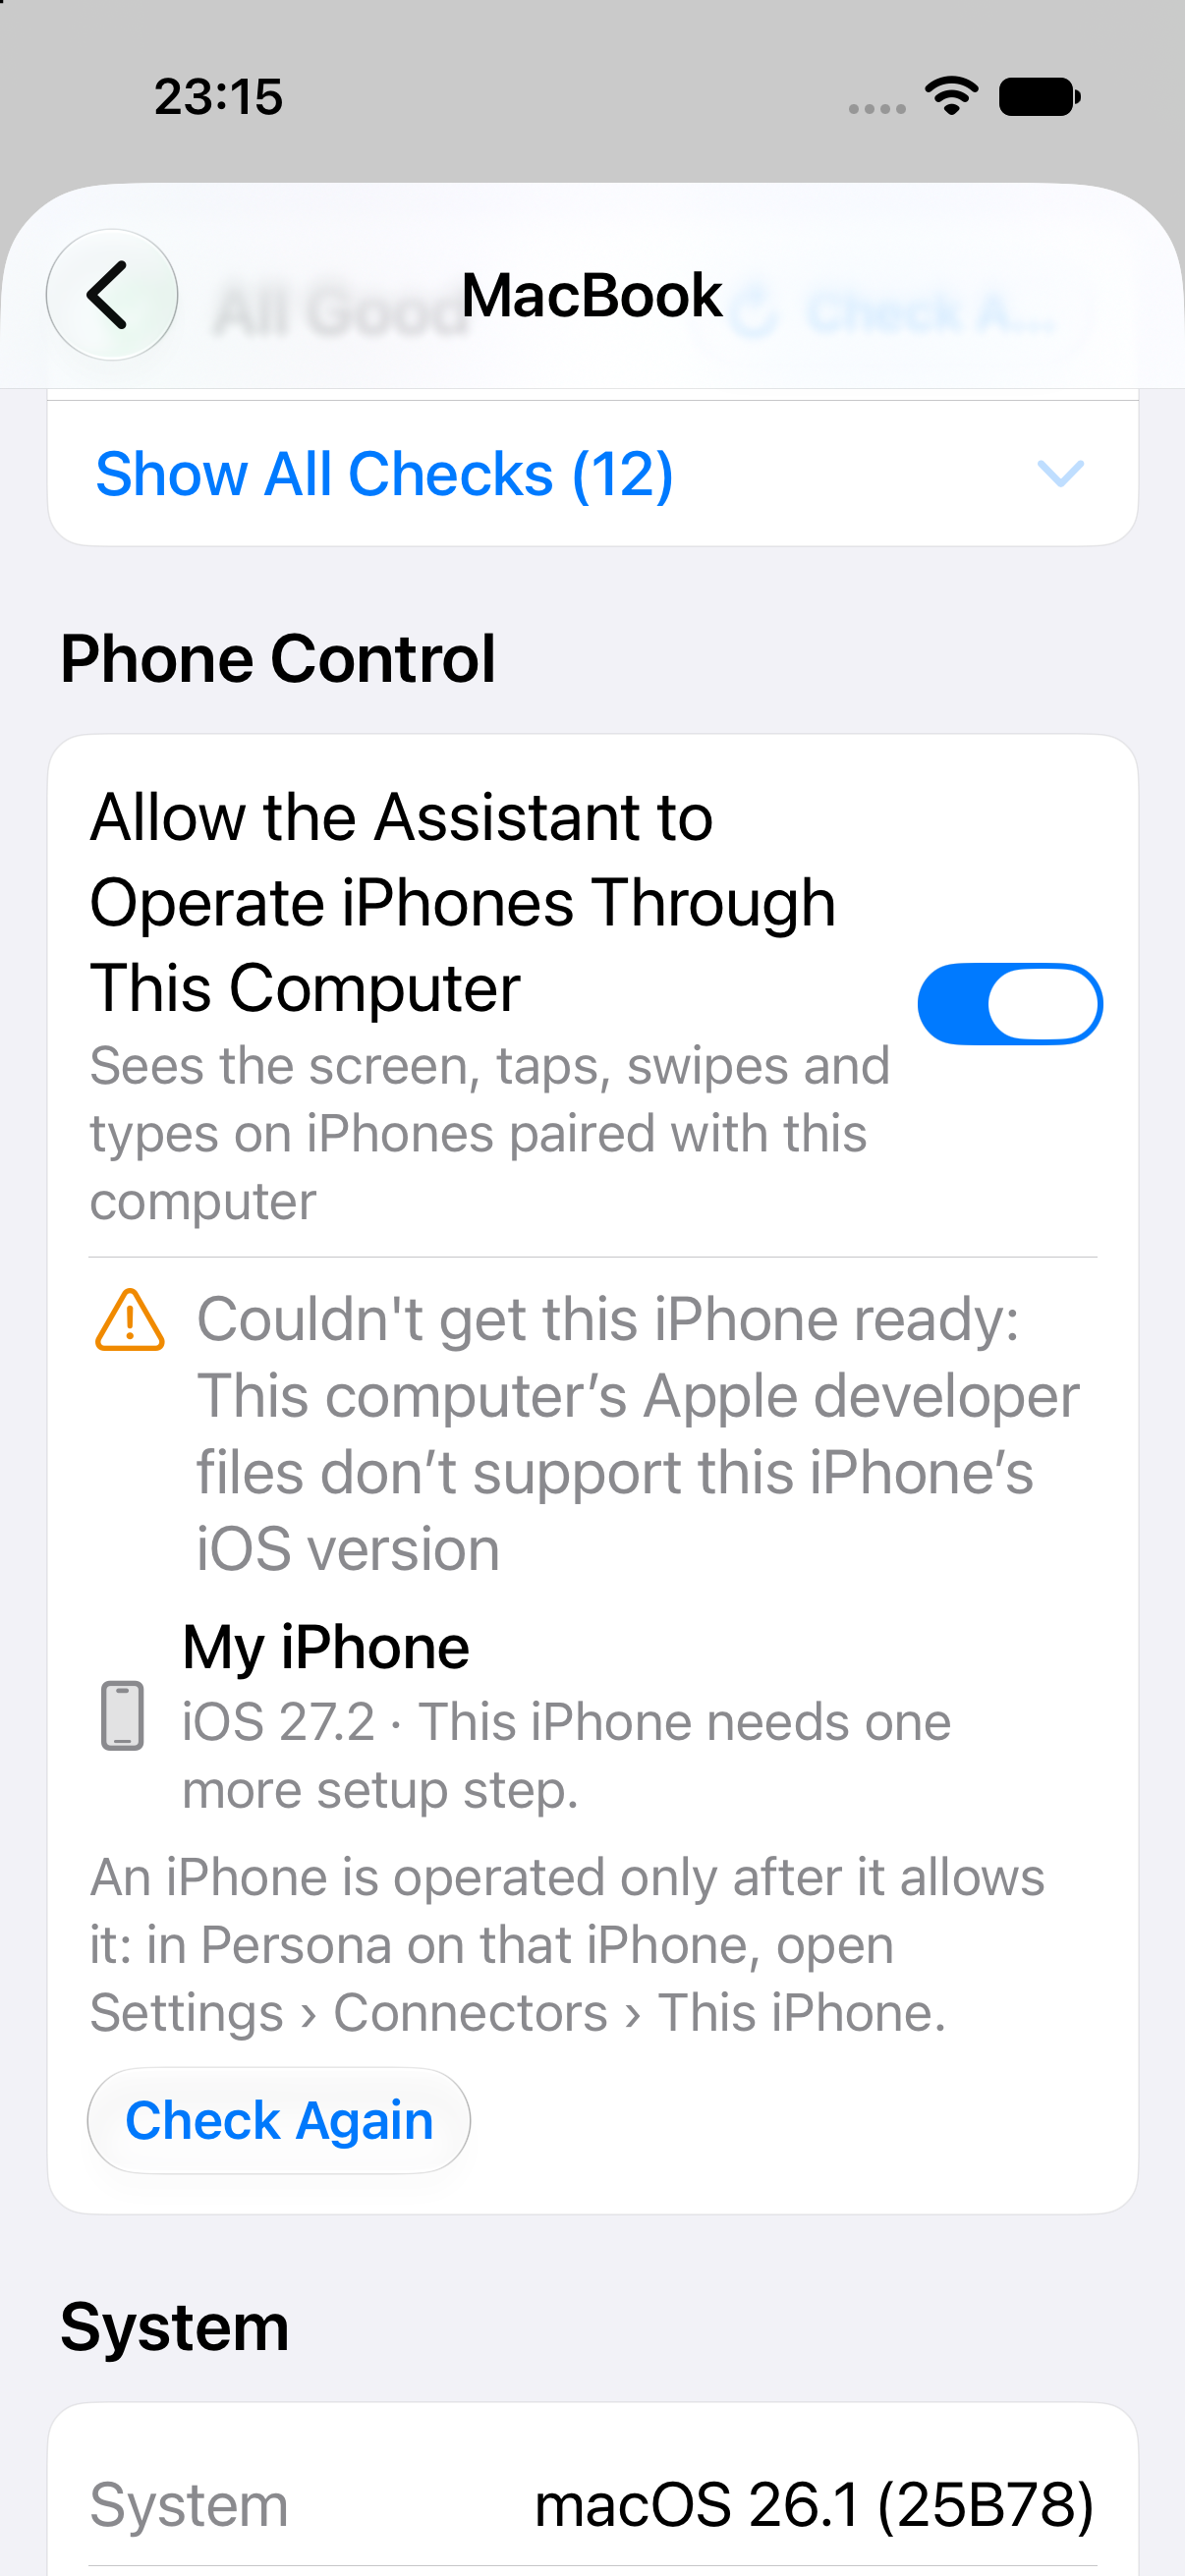 23:15
MacBook
All Good
Check A...
Show All Checks (12)
Phone Control
Allow the Assistant to
Operate iPhones Through
This Computer
Sees the screen, taps, swipes and
types on iPhones paired with this
computer
Couldn't get this iPhone ready:
This computer’s Apple developer
files don’t support this iPhone’s
iOS version
My iPhone
iOS 27.2 · This iPhone needs one
more setup step.
An iPhone is operated only after it allows
it: in Persona on that iPhone, open
Settings › Connectors › This iPhone.
Check Again
System
System
macOS 26.1 (25B78)